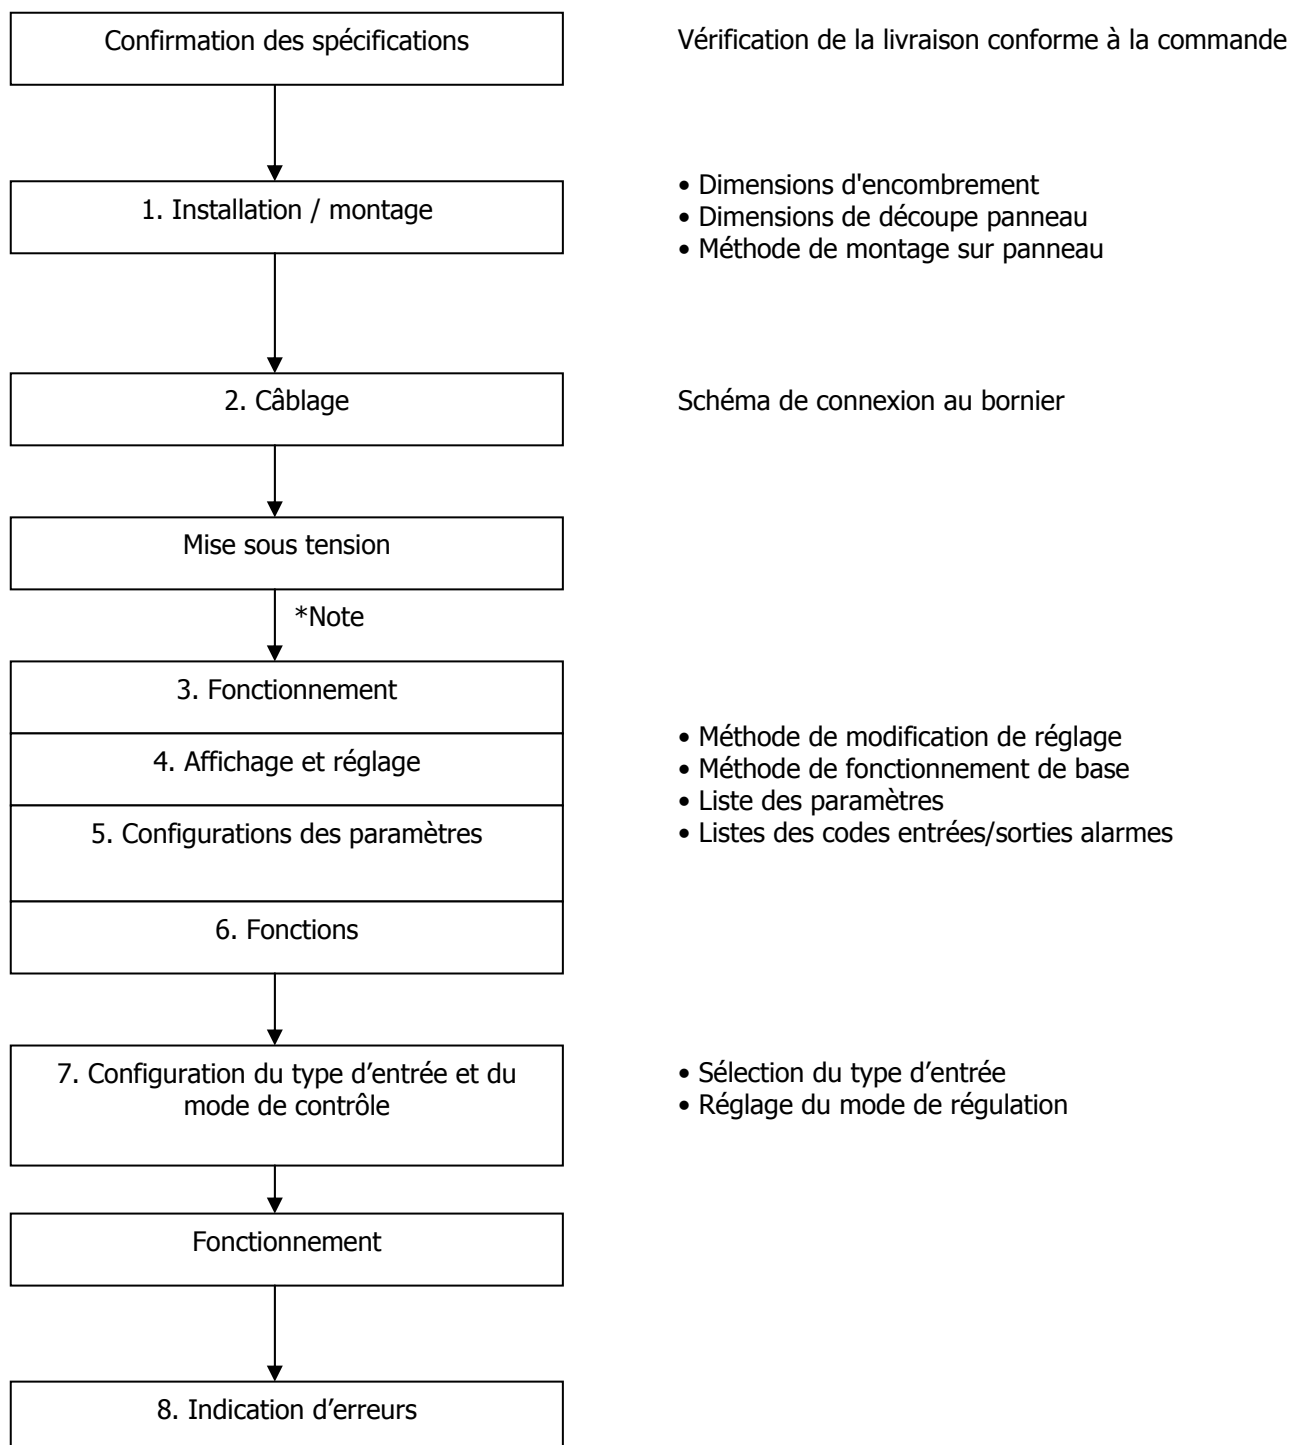 Confirmation des spécifications
Vérification de la livraison conforme à la commande
1. Installation / montage
• Dimensions d'encombrement
• Dimensions de découpe panneau
• Méthode de montage sur panneau
2. Câblage
Schéma de connexion au bornier
Mise sous tension
*Note
3. Fonctionnement
4. Affichage et réglage
5. Configurations des paramètres
6. Fonctions
• Méthode de modification de réglage
• Méthode de fonctionnement de base
• Liste des paramètres
• Listes des codes entrées/sorties alarmes
7. Configuration du type d’entrée et du
mode de contrôle
• Sélection du type d’entrée
• Réglage du mode de régulation
Fonctionnement
8. Indication d’erreurs